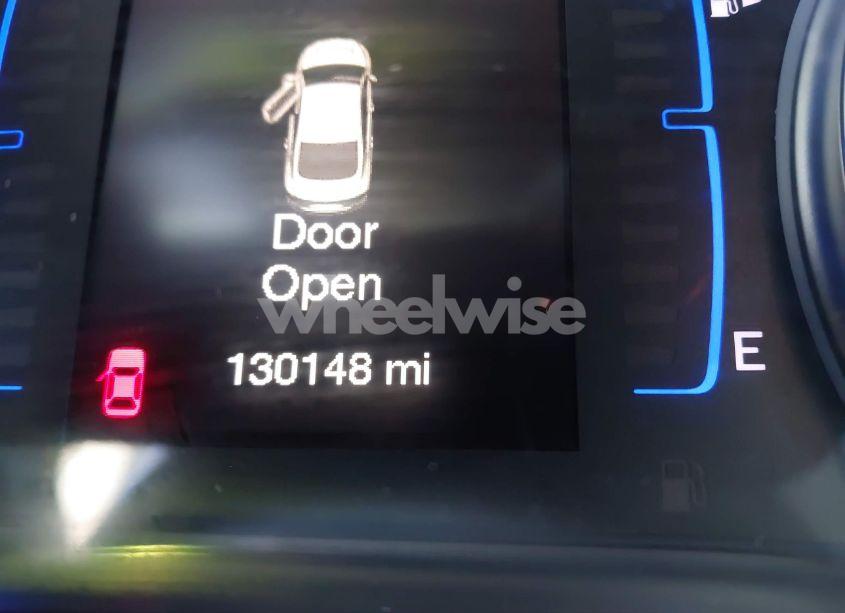 Door
Open
wheelwise
130148 mi
E